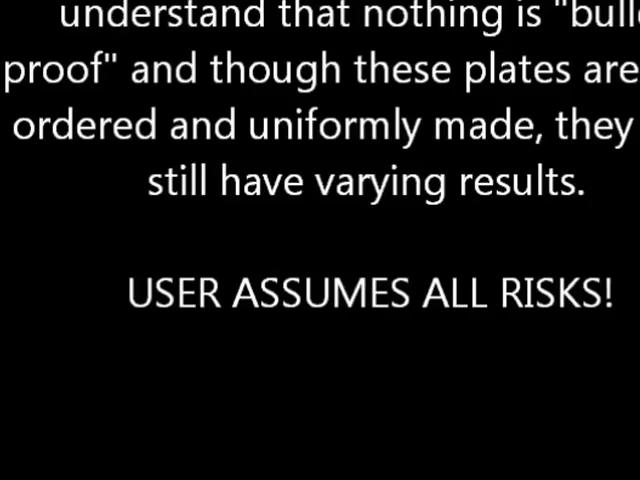 understand that nothing is "bull
proof" and though these plates are
ordered and uniformly made, they
still have varying results.
USER ASSUMES ALL RISKS!